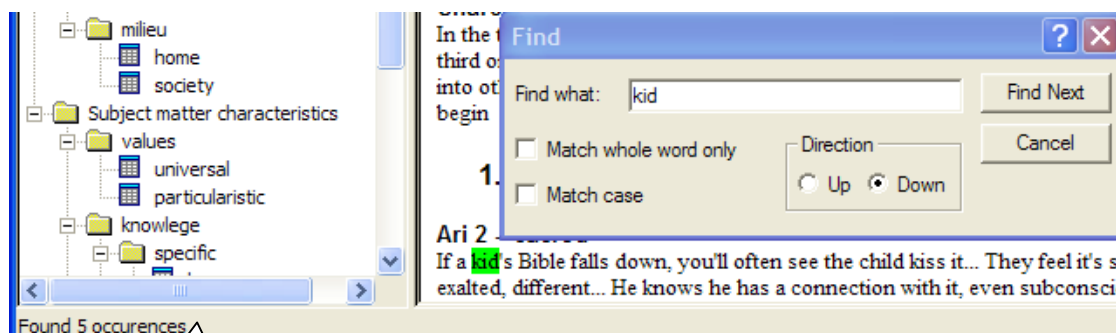 milieu
home
society
Subject matter characteristics
values
universal
particularistic
knowlege
specific
In the
third
into
begin
1.
Ari 2 -
If a kid's Bible falls down, you'll often see the child kiss it... They feel it's s
exalted, different... He knows he has a connection with it, even subconsci
Find
Find what:
kid
Find Next
Match whole word only
Match case
Direction
Up
Down
Cancel
Found 5 occurences